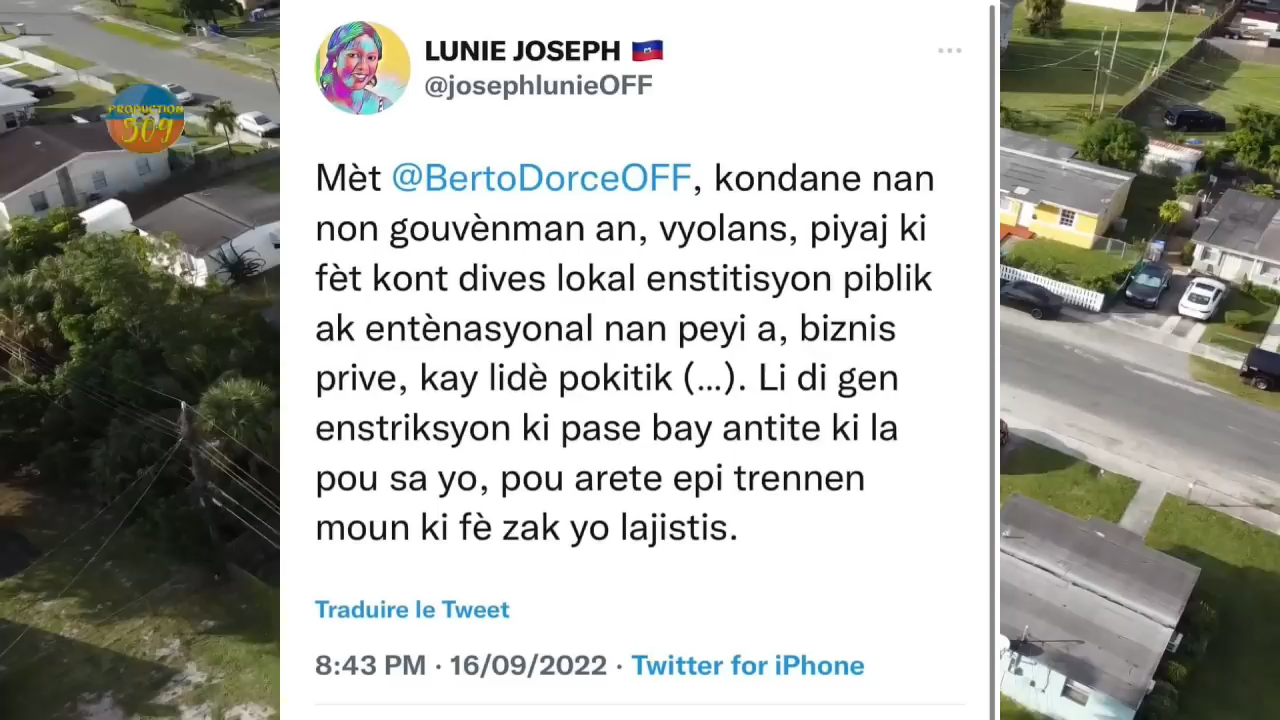 LUNIE JOSEPH
@josephlunieOFF
PRODUCTION
509
Mèt @BertoDorceOFF, kondane nan
non gouvènman an, vyolans, piyaj ki
fèt kont dives lokal enstitisyon piblik
ak entènasyonal nan peyi a, biznis
prive, kay lidè pokitik (...). Li di gen
enstriksyon ki pase bay antite ki la
pou sa yo, pou arete epi trennen
moun ki fè zak yo lajistis.
Traduire le Tweet
8:43 PM · 16/09/2022 · Twitter for iPhone